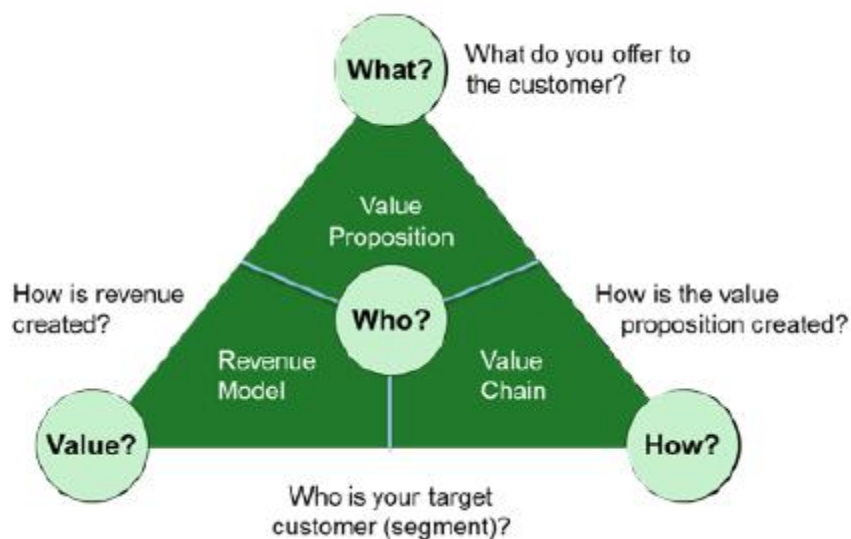 What?
What do you offer to
the customer?
Value
Proposition
How is revenue
created?
Who?
How is the value
proposition created?
Revenue
Model
Value
Chain
Value?
How?
Who is your target
customer (segment)?